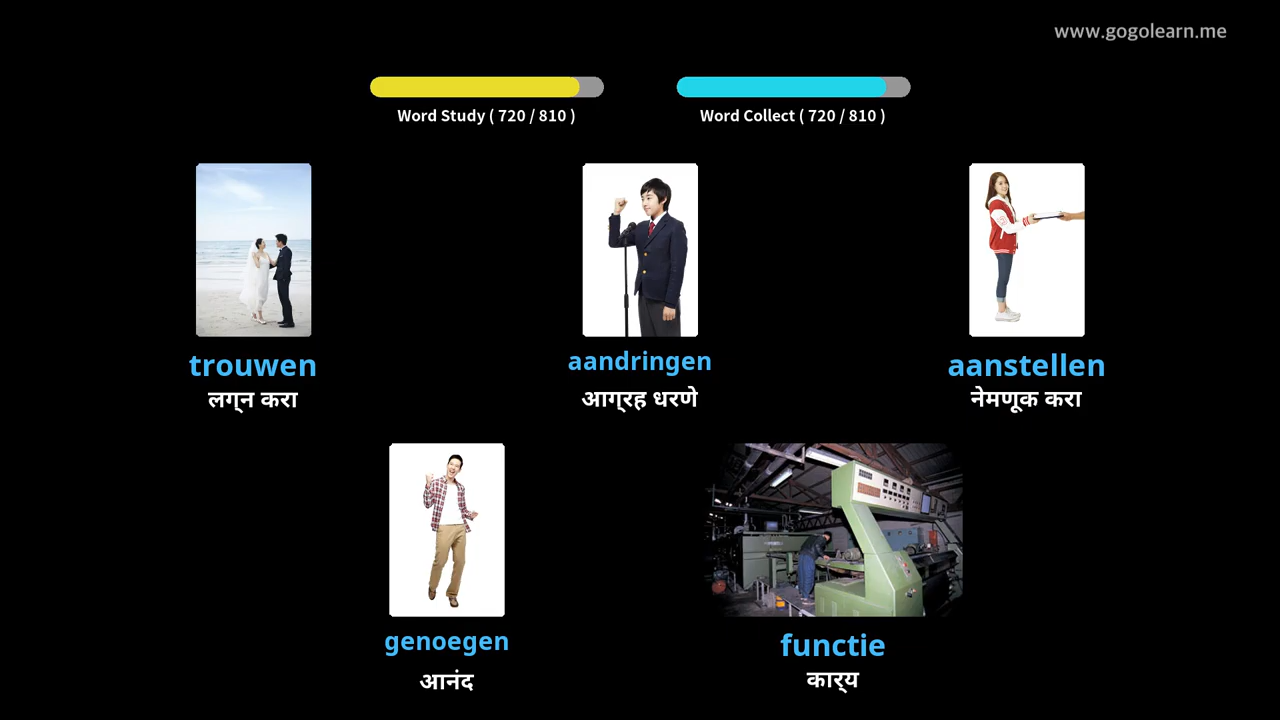 www.gogolearn.me
Word Study ( 720 / 810 )
Word Collect ( 720 / 810 )
trouwen
लग्न करा
aandringen
आग्रह धरणे
aanstellen
नेमणूक करा
genoegen
आनंद
functie
कार्य